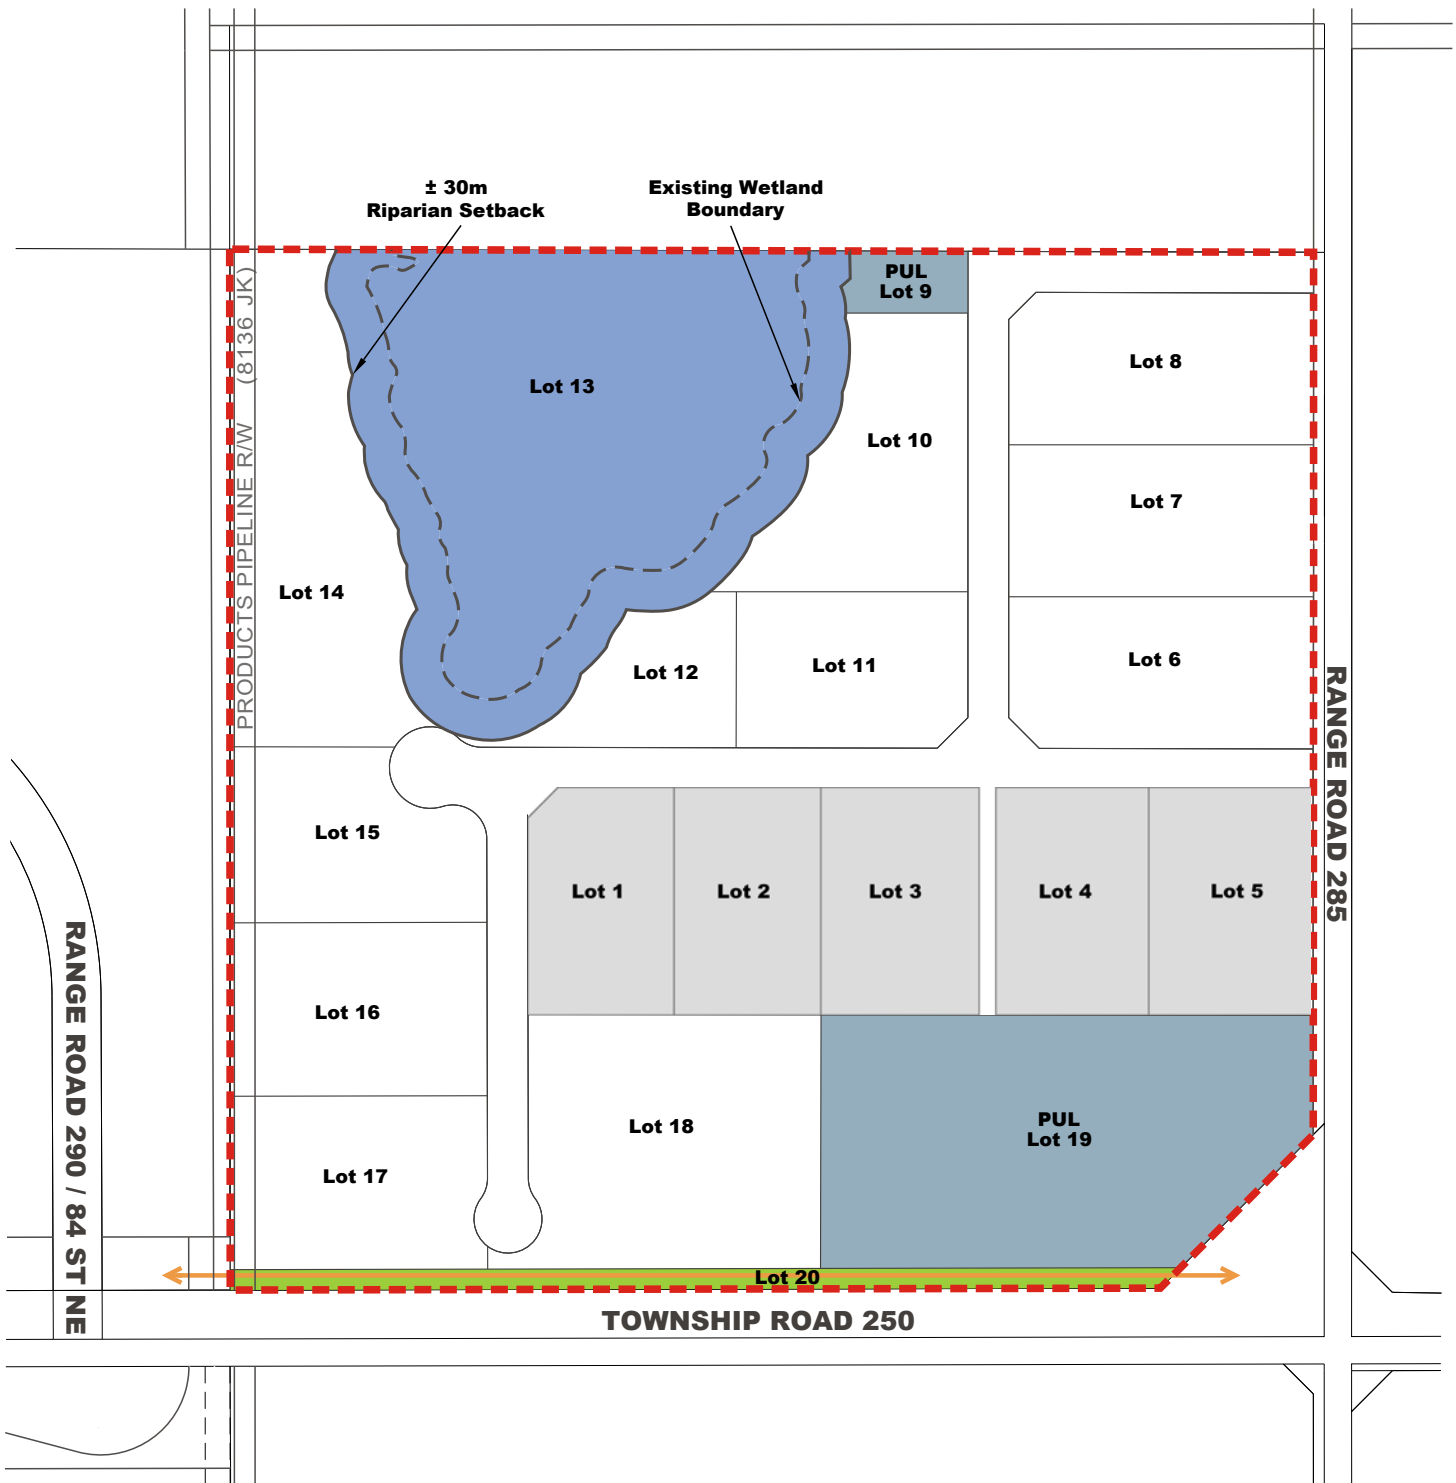 ± 30m
Riparian Setback
Existing Wetland
Boundary
PUL
Lot 9
PRODUCTS PIPELINE R/W (8136 JK)
Lot 8
Lot 13
Lot 10
Lot 7
Lot 14
Lot 12
Lot 11
Lot 6
RANGE ROAD 285
Lot 15
Lot 1
Lot 2
Lot 3
Lot 4
Lot 5
RANGE ROAD 290 / 84 ST NE
Lot 16
Lot 18
PUL
Lot 19
Lot 17
Lot 20
TOWNSHIP ROAD 250